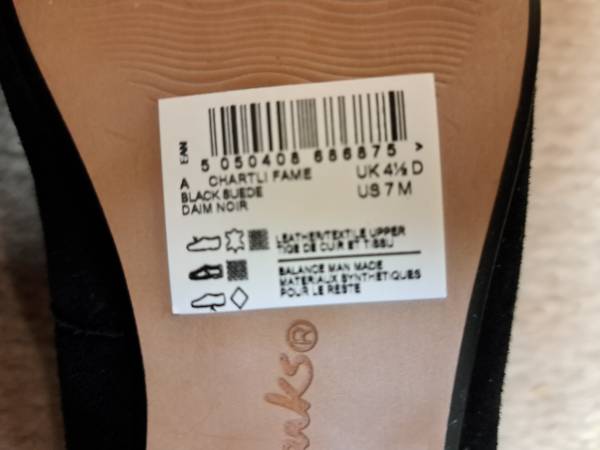 EAN
5 050408 686875 >
A CHARTLI FAME UK 4½ D
BLACK SUEDE US 7 M
DAIM NOIR
LEATHER/TEXTILE UPPER
TIGE DE CUIR ET TISSU
BALANCE MAN MADE
MATERIAUX SYNTHETIQUES
POUR LE RESTE
rks®